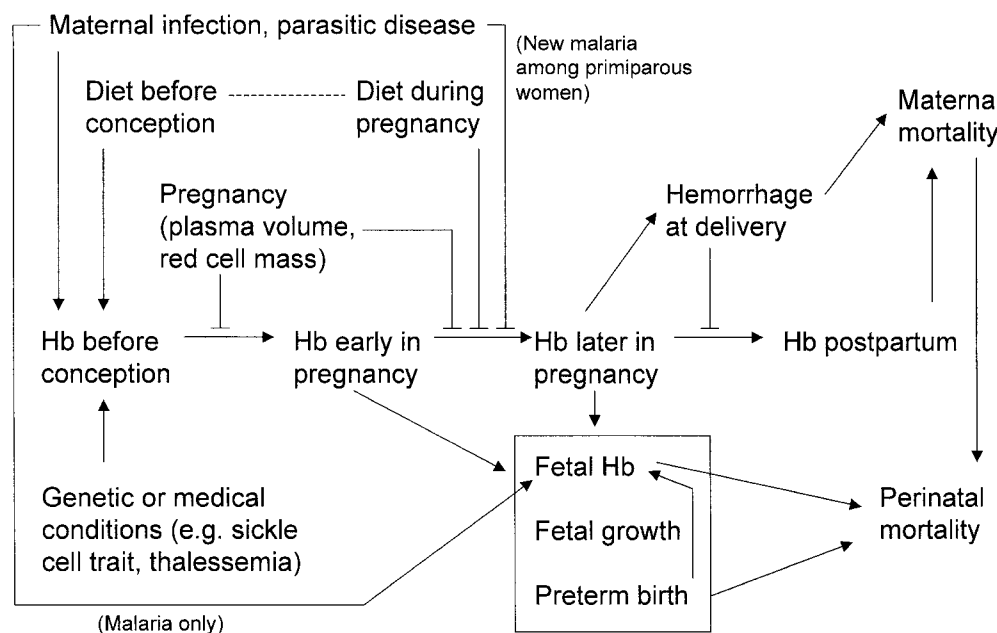 Maternal infection, parasitic disease
(New malaria
among primiparous
women)
Diet before
conception
Diet during
pregnancy
Materna
mortality
Pregnancy
(plasma volume,
red cell mass)
Hemorrhage
at delivery
Hb before
conception
Hb early in
pregnancy
Hb later in
pregnancy
Hb postpartum
Genetic or medical
conditions (e.g. sickle
cell trait, thalessemia)
Fetal Hb
Fetal growth
Preterm birth
Perinatal
mortality
(Malaria only)